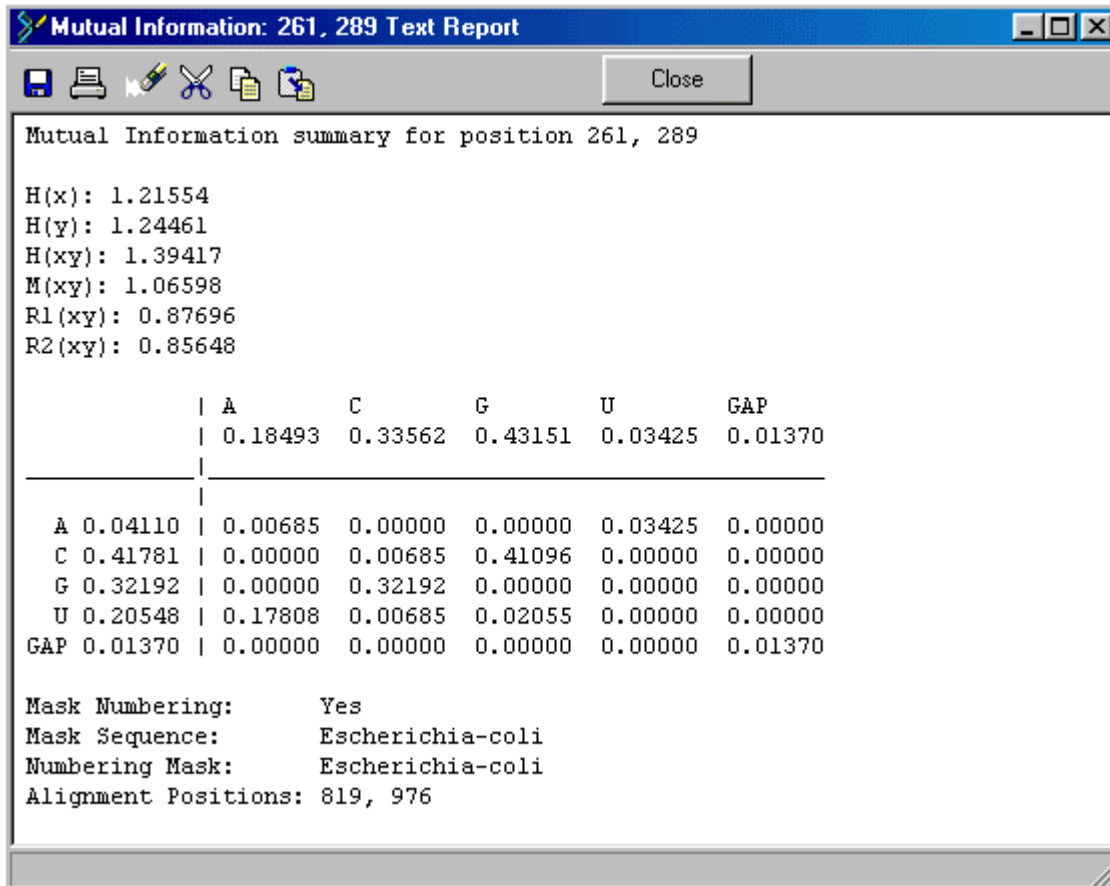 Mutual Information: 261, 289 Text Report
Close
Mutual Information summary for position 261, 289
H(x): 1.21554
H(y): 1.24461
H(xy): 1.39417
M(xy): 1.06598
R1(xy): 0.87696
R2(xy): 0.85648
| A C G U GAP
| 0.18493 0.33562 0.43151 0.03425 0.01370
A 0.04110 | 0.00685 0.00000 0.00000 0.03425 0.00000
C 0.41781 | 0.00000 0.00685 0.41096 0.00000 0.00000
G 0.32192 | 0.00000 0.32192 0.00000 0.00000 0.00000
U 0.20548 | 0.17808 0.00685 0.02055 0.00000 0.00000
GAP 0.01370 | 0.00000 0.00000 0.00000 0.00000 0.01370
Mask Numbering: Yes
Mask Sequence: Escherichia-coli
Numbering Mask: Escherichia-coli
Alignment Positions: 819, 976